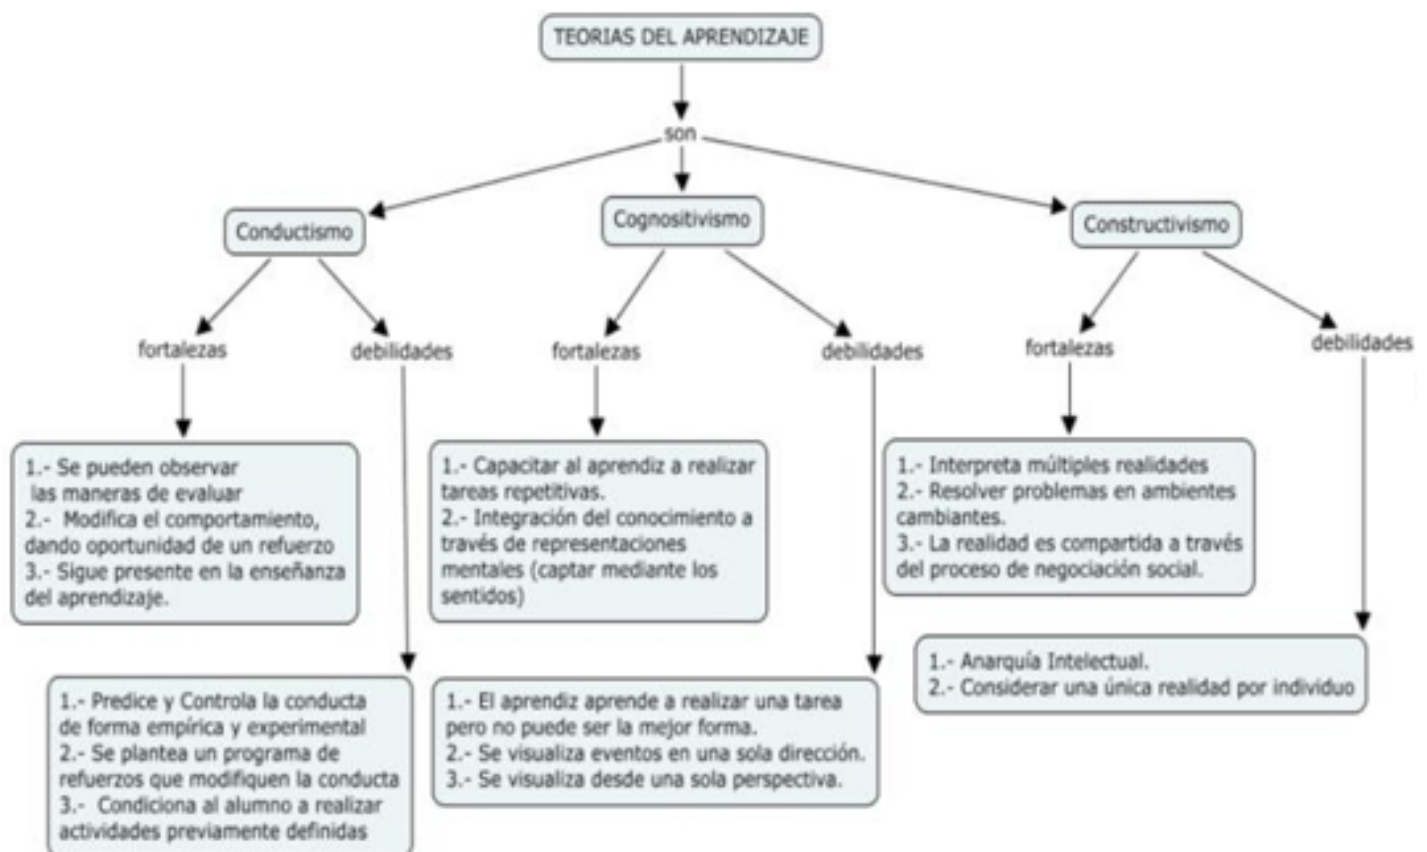 TEORIAS DEL APRENDIZAJE
son
Conductismo
Cognositivismo
Constructivismo
fortalezas
debilidades
fortalezas
debilidades
fortalezas
debilidades
1.- Se pueden observar
las maneras de evaluar
2.- Modifica el comportamiento,
dando oportunidad de un refuerzo
3.- Sigue presente en la enseñanza
del aprendizaje.
1.- Capacitar al aprendiz a realizar
tareas repetitivas.
2.- Integración del conocimiento a
través de representaciones
mentales (captar mediante los
sentidos)
1.- Interpreta múltiples realidades
2.- Resolver problemas en ambientes
cambiantes.
3.- La realidad es compartida a través
del proceso de negociación social.
1.- Predice y Controla la conducta
de forma empírica y experimental
2.- Se plantea un programa de
refuerzos que modifiquen la conducta
3.- Condiciona al alumno a realizar
actividades previamente definidas
1.- El aprendiz aprende a realizar una tarea
pero no puede ser la mejor forma.
2.- Se visualiza eventos en una sola dirección.
3.- Se visualiza desde una sola perspectiva.
1.- Anarquía Intelectual.
2.- Considerar una única realidad por individuo